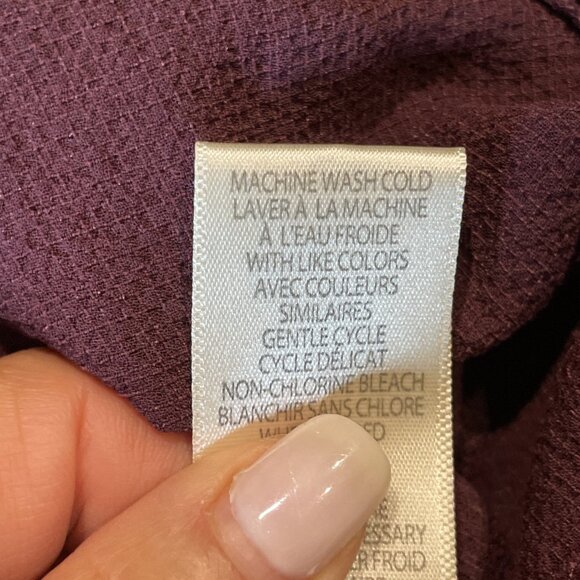 MACHINE WASH COLD
LAVER À LA MACHINE
À L'EAU FROIDE
WITH LIKE COLORS
AVEC COULEURS
SIMILAIRES
GENTLE CYCLE
CYCLE DÉLICAT
NON-CHLORINE BLEACH
BLANCHIR SANS CHLORE
FROID